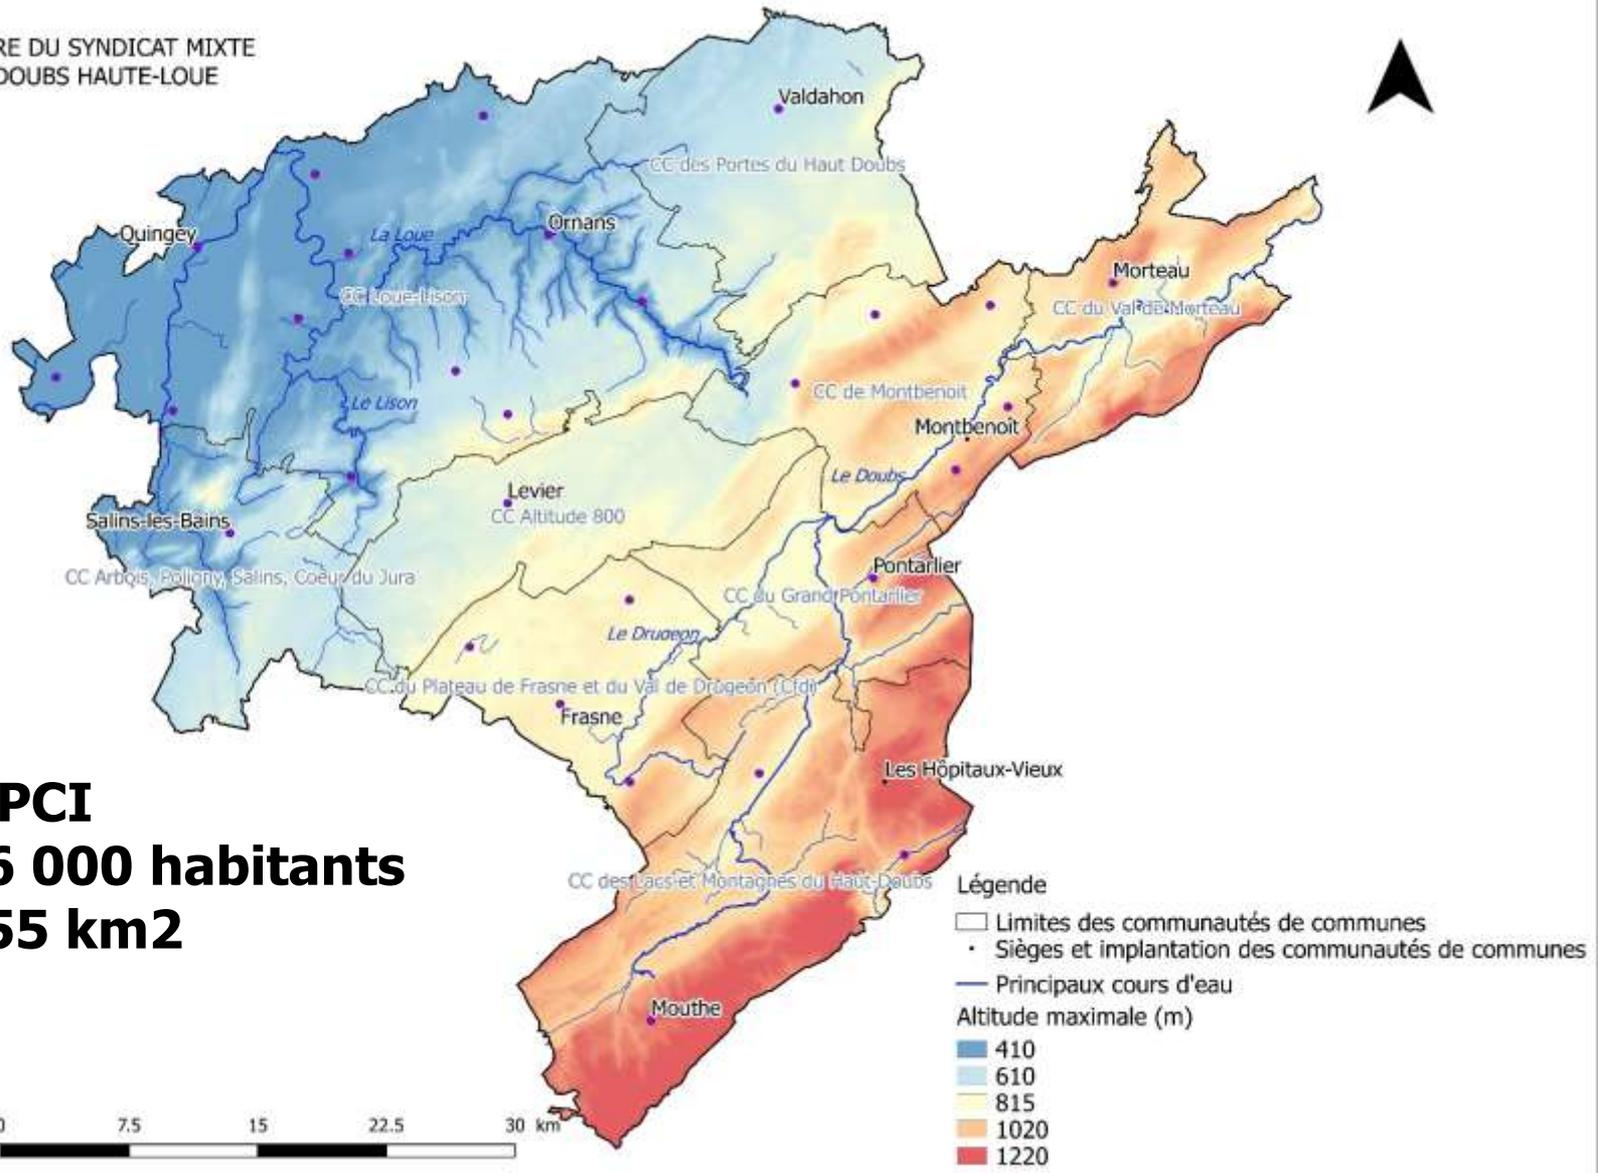 RE DU SYNDICAT MIXTE
DOUBS HAUTE-LOUE
Valdahon
CC des Portes du Haut Doubs
Quingey
La Loue
Ornans
CC Loue-Lison
Morteau
CC du Val de Morteau
Le Lison
CC de Montbenoit
Montbenoit
Le Doubs
Levier
CC Altitude 800
Salins-les-Bains
CC Arbois, Poligny, Salins, Coeur du Jura
Pontarlier
CC du Grand Pontarlier
Le Drugeon
CC du Plateau de Frasne et du Val de Drugeon (Cfd)
Frasne
Les Hôpitaux-Vieux
PCI
6 000 habitants
55 km2
CC des Lacs et Montagnes du Haut-Doubs
Mouthe
Légende
Limites des communautés de communes
Sièges et implantation des communautés de communes
Principaux cours d'eau
Altitude maximale (m)
410
610
815
1020
1220
0 7.5 15 22.5 30 km